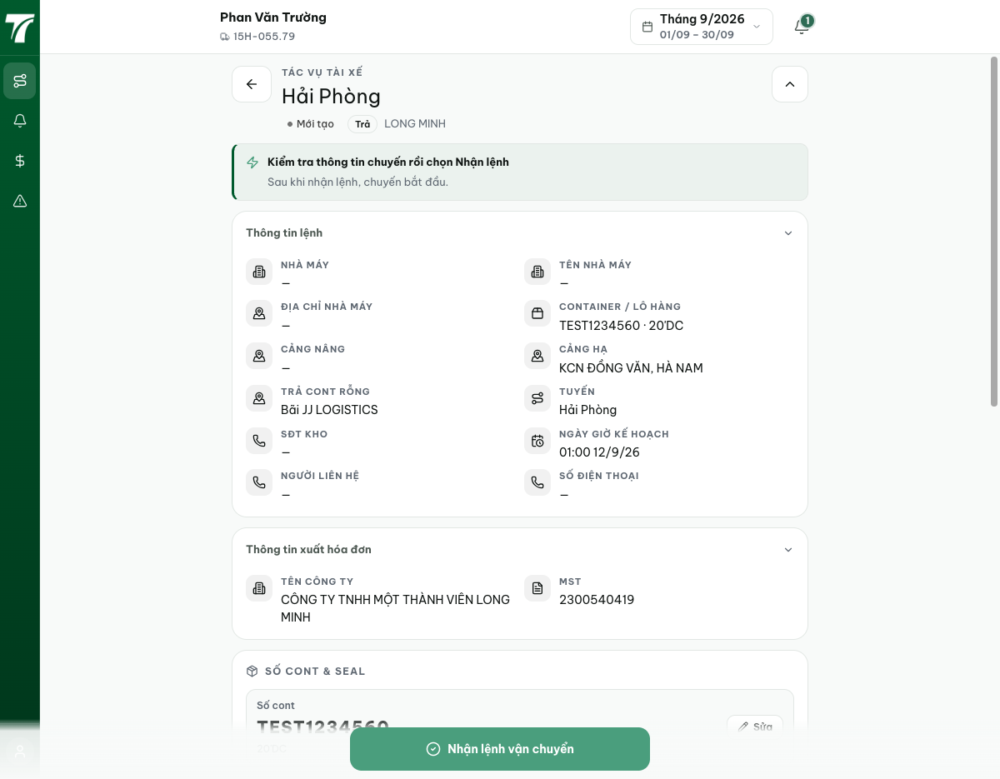 Phan Văn Trường
15H-055.79
Tháng 9/2026
01/09 – 30/09
1
TÁC VỤ TÀI XẾ
Hải Phòng
Mới tạo
Trả
LONG MINH
Kiểm tra thông tin chuyến rồi chọn Nhận lệnh
Sau khi nhận lệnh, chuyến bắt đầu.
Thông tin lệnh
NHÀ MÁY
—
TÊN NHÀ MÁY
—
ĐỊA CHỈ NHÀ MÁY
—
CONTAINER / LÔ HÀNG
TEST1234560 · 20'DC
CẢNG NÂNG
—
CẢNG HẠ
KCN ĐỒNG VĂN, HÀ NAM
TRẢ CONT RỖNG
Bãi JJ LOGISTICS
TUYẾN
Hải Phòng
SĐT KHO
—
NGÀY GIỜ KẾ HOẠCH
01:00 12/9/26
NGƯỜI LIÊN HỆ
—
SỐ ĐIỆN THOẠI
—
Thông tin xuất hóa đơn
TÊN CÔNG TY
CÔNG TY TNHH MỘT THÀNH VIÊN LONG
MINH
MST
2300540419
SỐ CONT & SEAL
Số cont
TEST1234560
Sửa
20'DC
Nhận lệnh vận chuyển